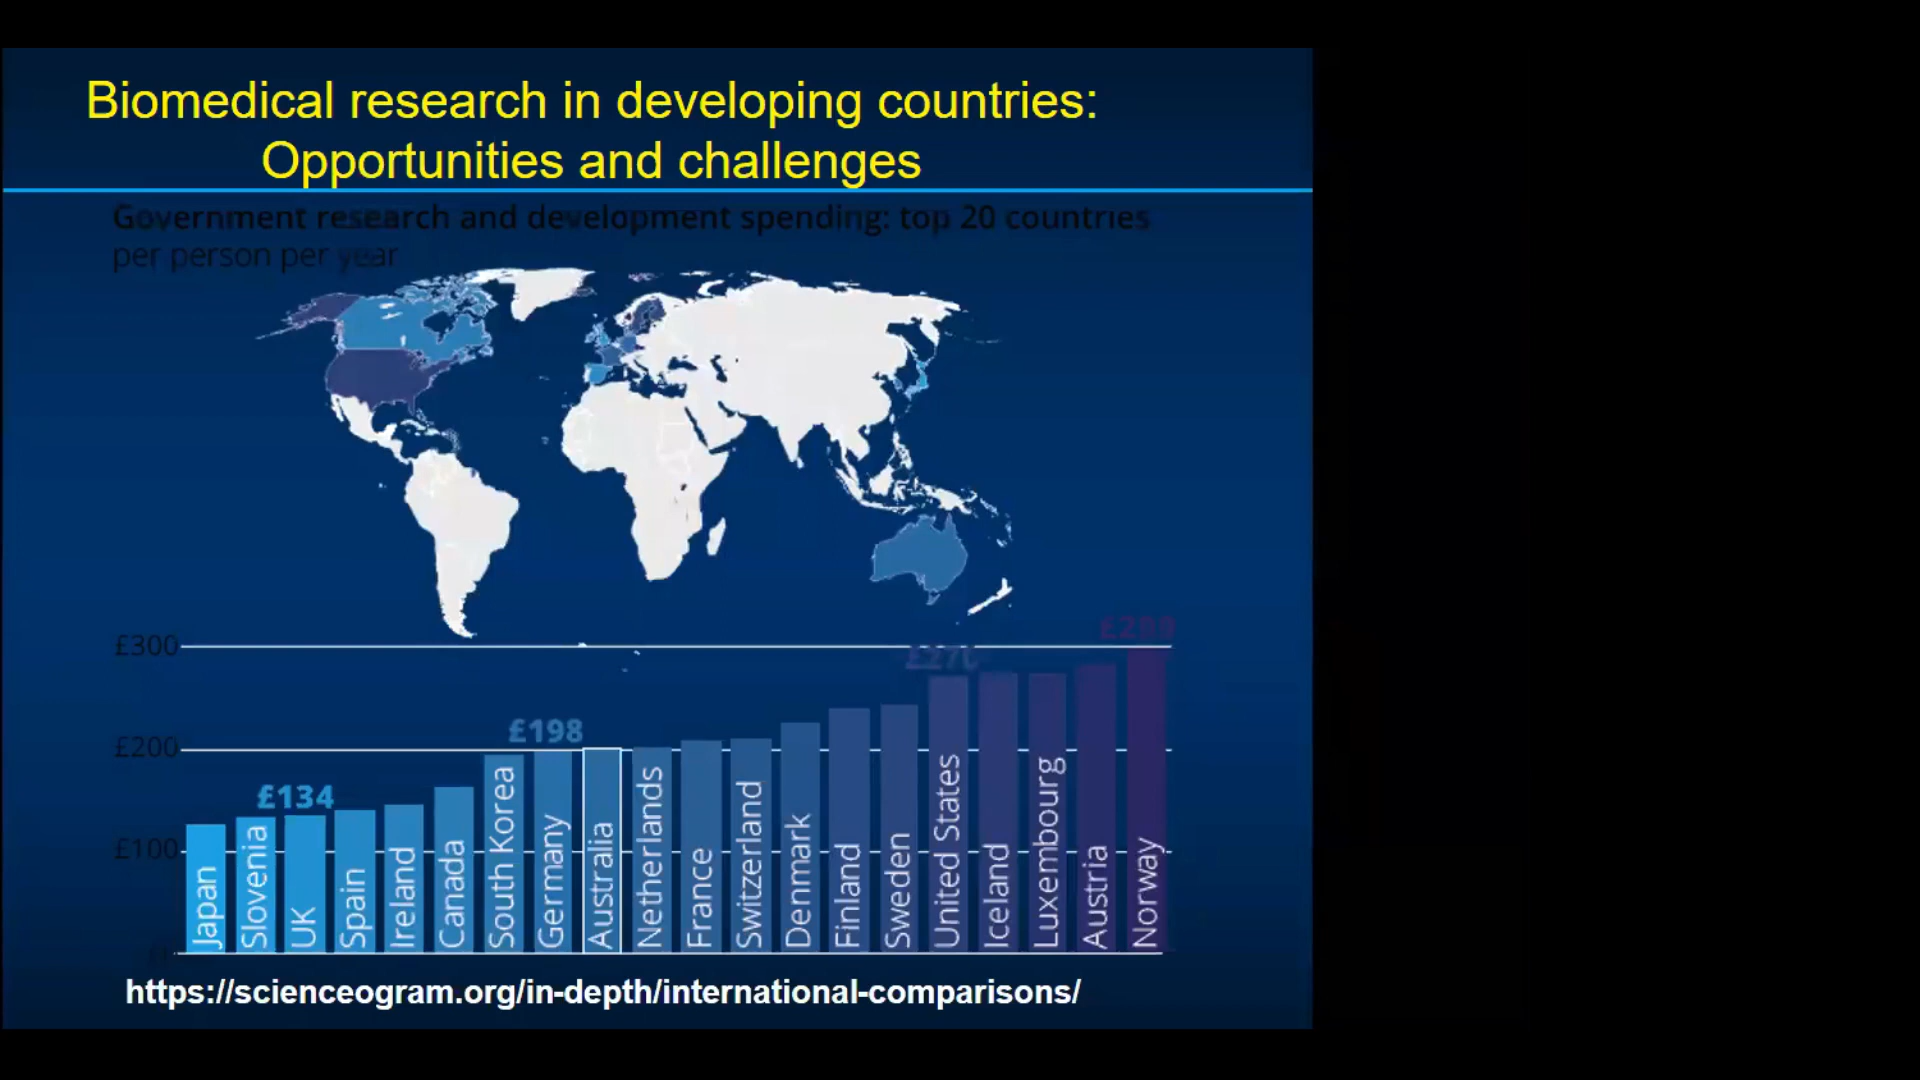 Biomedical research in developing countries:
Opportunities and challenges
Government research and development spending: top 20 countries
per person per year
£300
£200
£100
£134
£198
Japan
Slovenia
UK
Spain
Ireland
Canada
South Korea
Germany
Australia
Netherlands
France
Switzerland
Denmark
Finland
Sweden
United States
Iceland
Luxembourg
Austria
Norway
https://scienceogram.org/in-depth/international-comparisons/